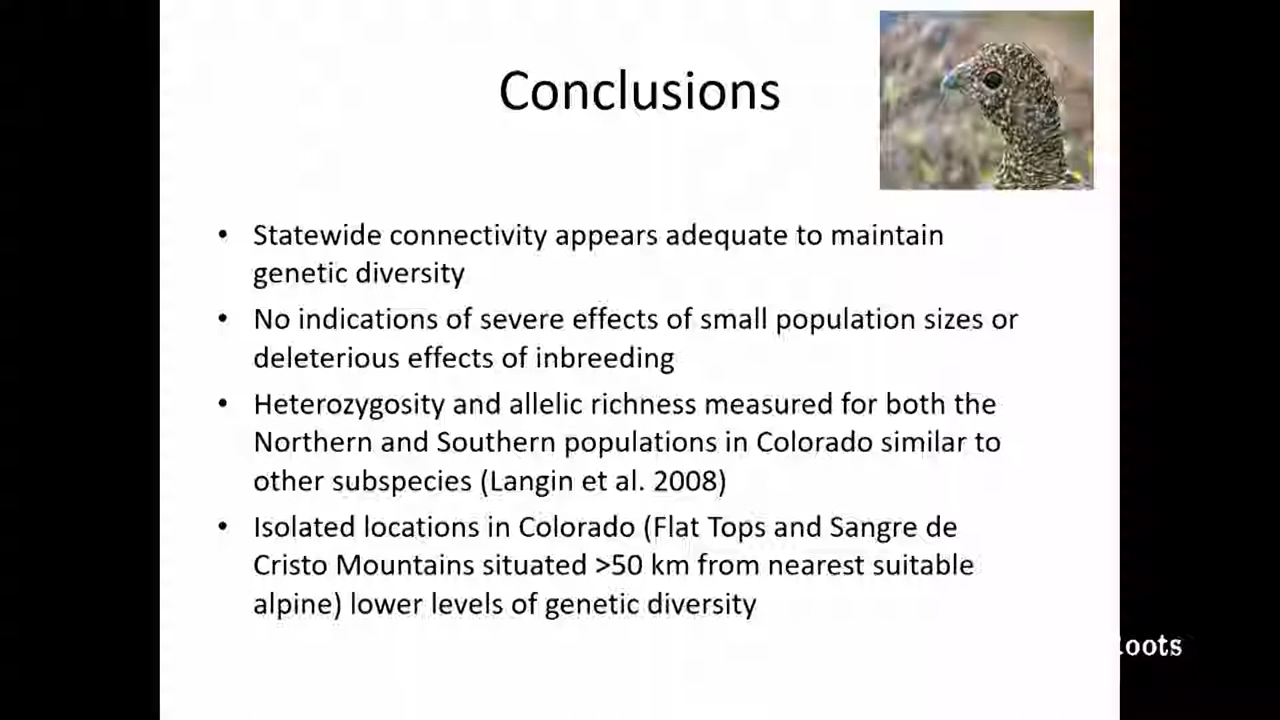 Conclusions
• Statewide connectivity appears adequate to maintain
genetic diversity
• No indications of severe effects of small population sizes or
deleterious effects of inbreeding
• Heterozygosity and allelic richness measured for both the
Northern and Southern populations in Colorado similar to
other subspecies (Langin et al. 2008)
• Isolated locations in Colorado (Flat Tops and Sangre de
Cristo Mountains situated >50 km from nearest suitable
alpine) lower levels of genetic diversity
oots